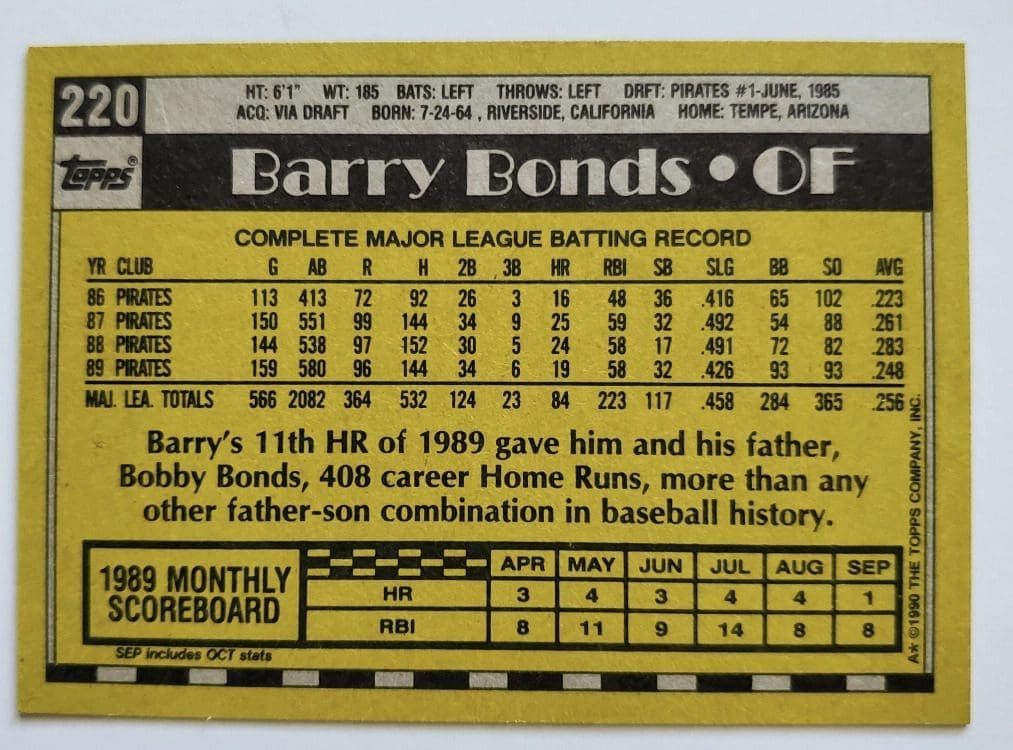 220
HT: 6'1" WT: 185 BATS: LEFT THROWS: LEFT DRFT: PIRATES #1-JUNE, 1985
ACQ: VIA DRAFT BORN: 7-24-64 , RIVERSIDE, CALIFORNIA HOME: TEMPE, ARIZONA
Topps®
Barry Bonds • OF
COMPLETE MAJOR LEAGUE BATTING RECORD
YR CLUB G AB R H 2B 3B HR RBI SB SLG BB SO AVG
86 PIRATES 113 413 72 92 26 3 16 48 36 .416 65 102 .223
87 PIRATES 150 551 99 144 34 9 25 59 32 .492 54 88 .261
88 PIRATES 144 538 97 152 30 5 24 58 17 .491 72 82 .283
89 PIRATES 159 580 96 144 34 6 19 58 32 .426 93 93 .248
MAJ. LEA. TOTALS 566 2082 364 532 124 23 84 223 117 .458 284 365 .256
Barry's 11th HR of 1989 gave him and his father,
Bobby Bonds, 408 career Home Runs, more than any
other father-son combination in baseball history.
1989 MONTHLY
SCOREBOARD
APR MAY JUN JUL AUG SEP
HR 3 4 3 4 4 1
RBI 8 11 9 14 8 8
SEP includes OCT stats
A* ©1990 THE TOPPS COMPANY, INC.